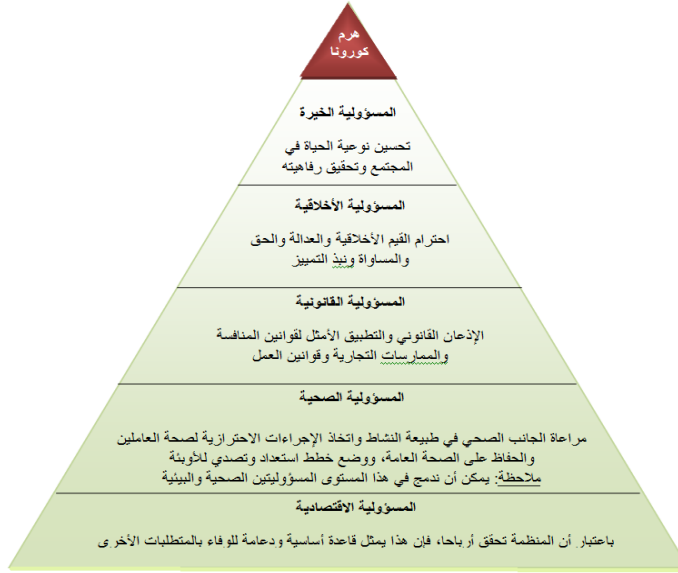 هرم
كورونا
المسؤولية الخيرة
تحسين نوعية الحياة في
المجتمع وتحقيق رفاهيته
المسؤولية الأخلاقية
احترام القيم الأخلاقية والعدالة والحق
والمساواة ونبذ التمييز
المسؤولية القانونية
الإذعان القانوني والتطبيق الأمثل لقوانين المنافسة
والممارسات التجارية وقوانين العمل
المسؤولية الصحية
مراعاة الجانب الصحي في طبيعة النشاط واتخاذ الإجراءات الاحترازية لصحة العاملين
والحفاظ على الصحة العامة، ووضع خطط استعداد وتصدي للأوبئة
ملاحظة: يمكن أن ندمج في هذا المستوى المسؤوليتين الصحية والبيئية
المسؤولية الاقتصادية
باعتبار أن المنظمة تحقق أرباحا، فإن هذا يمثل قاعدة أساسية ودعامة للوفاء بالمتطلبات الأخرى